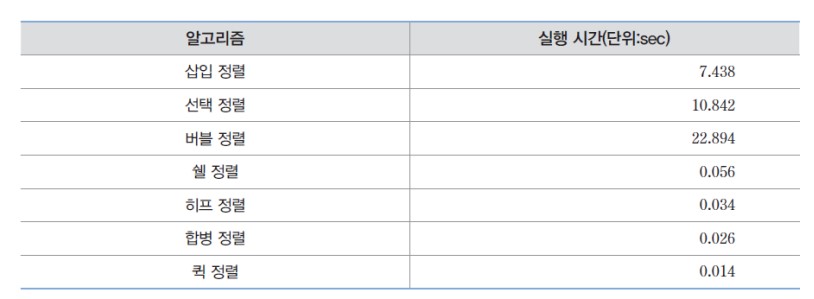 알고리즘 실행 시간(단위:sec)
삽입 정렬 7.438
선택 정렬 10.842
버블 정렬 22.894
쉘 정렬 0.056
히프 정렬 0.034
합병 정렬 0.026
퀵 정렬 0.014